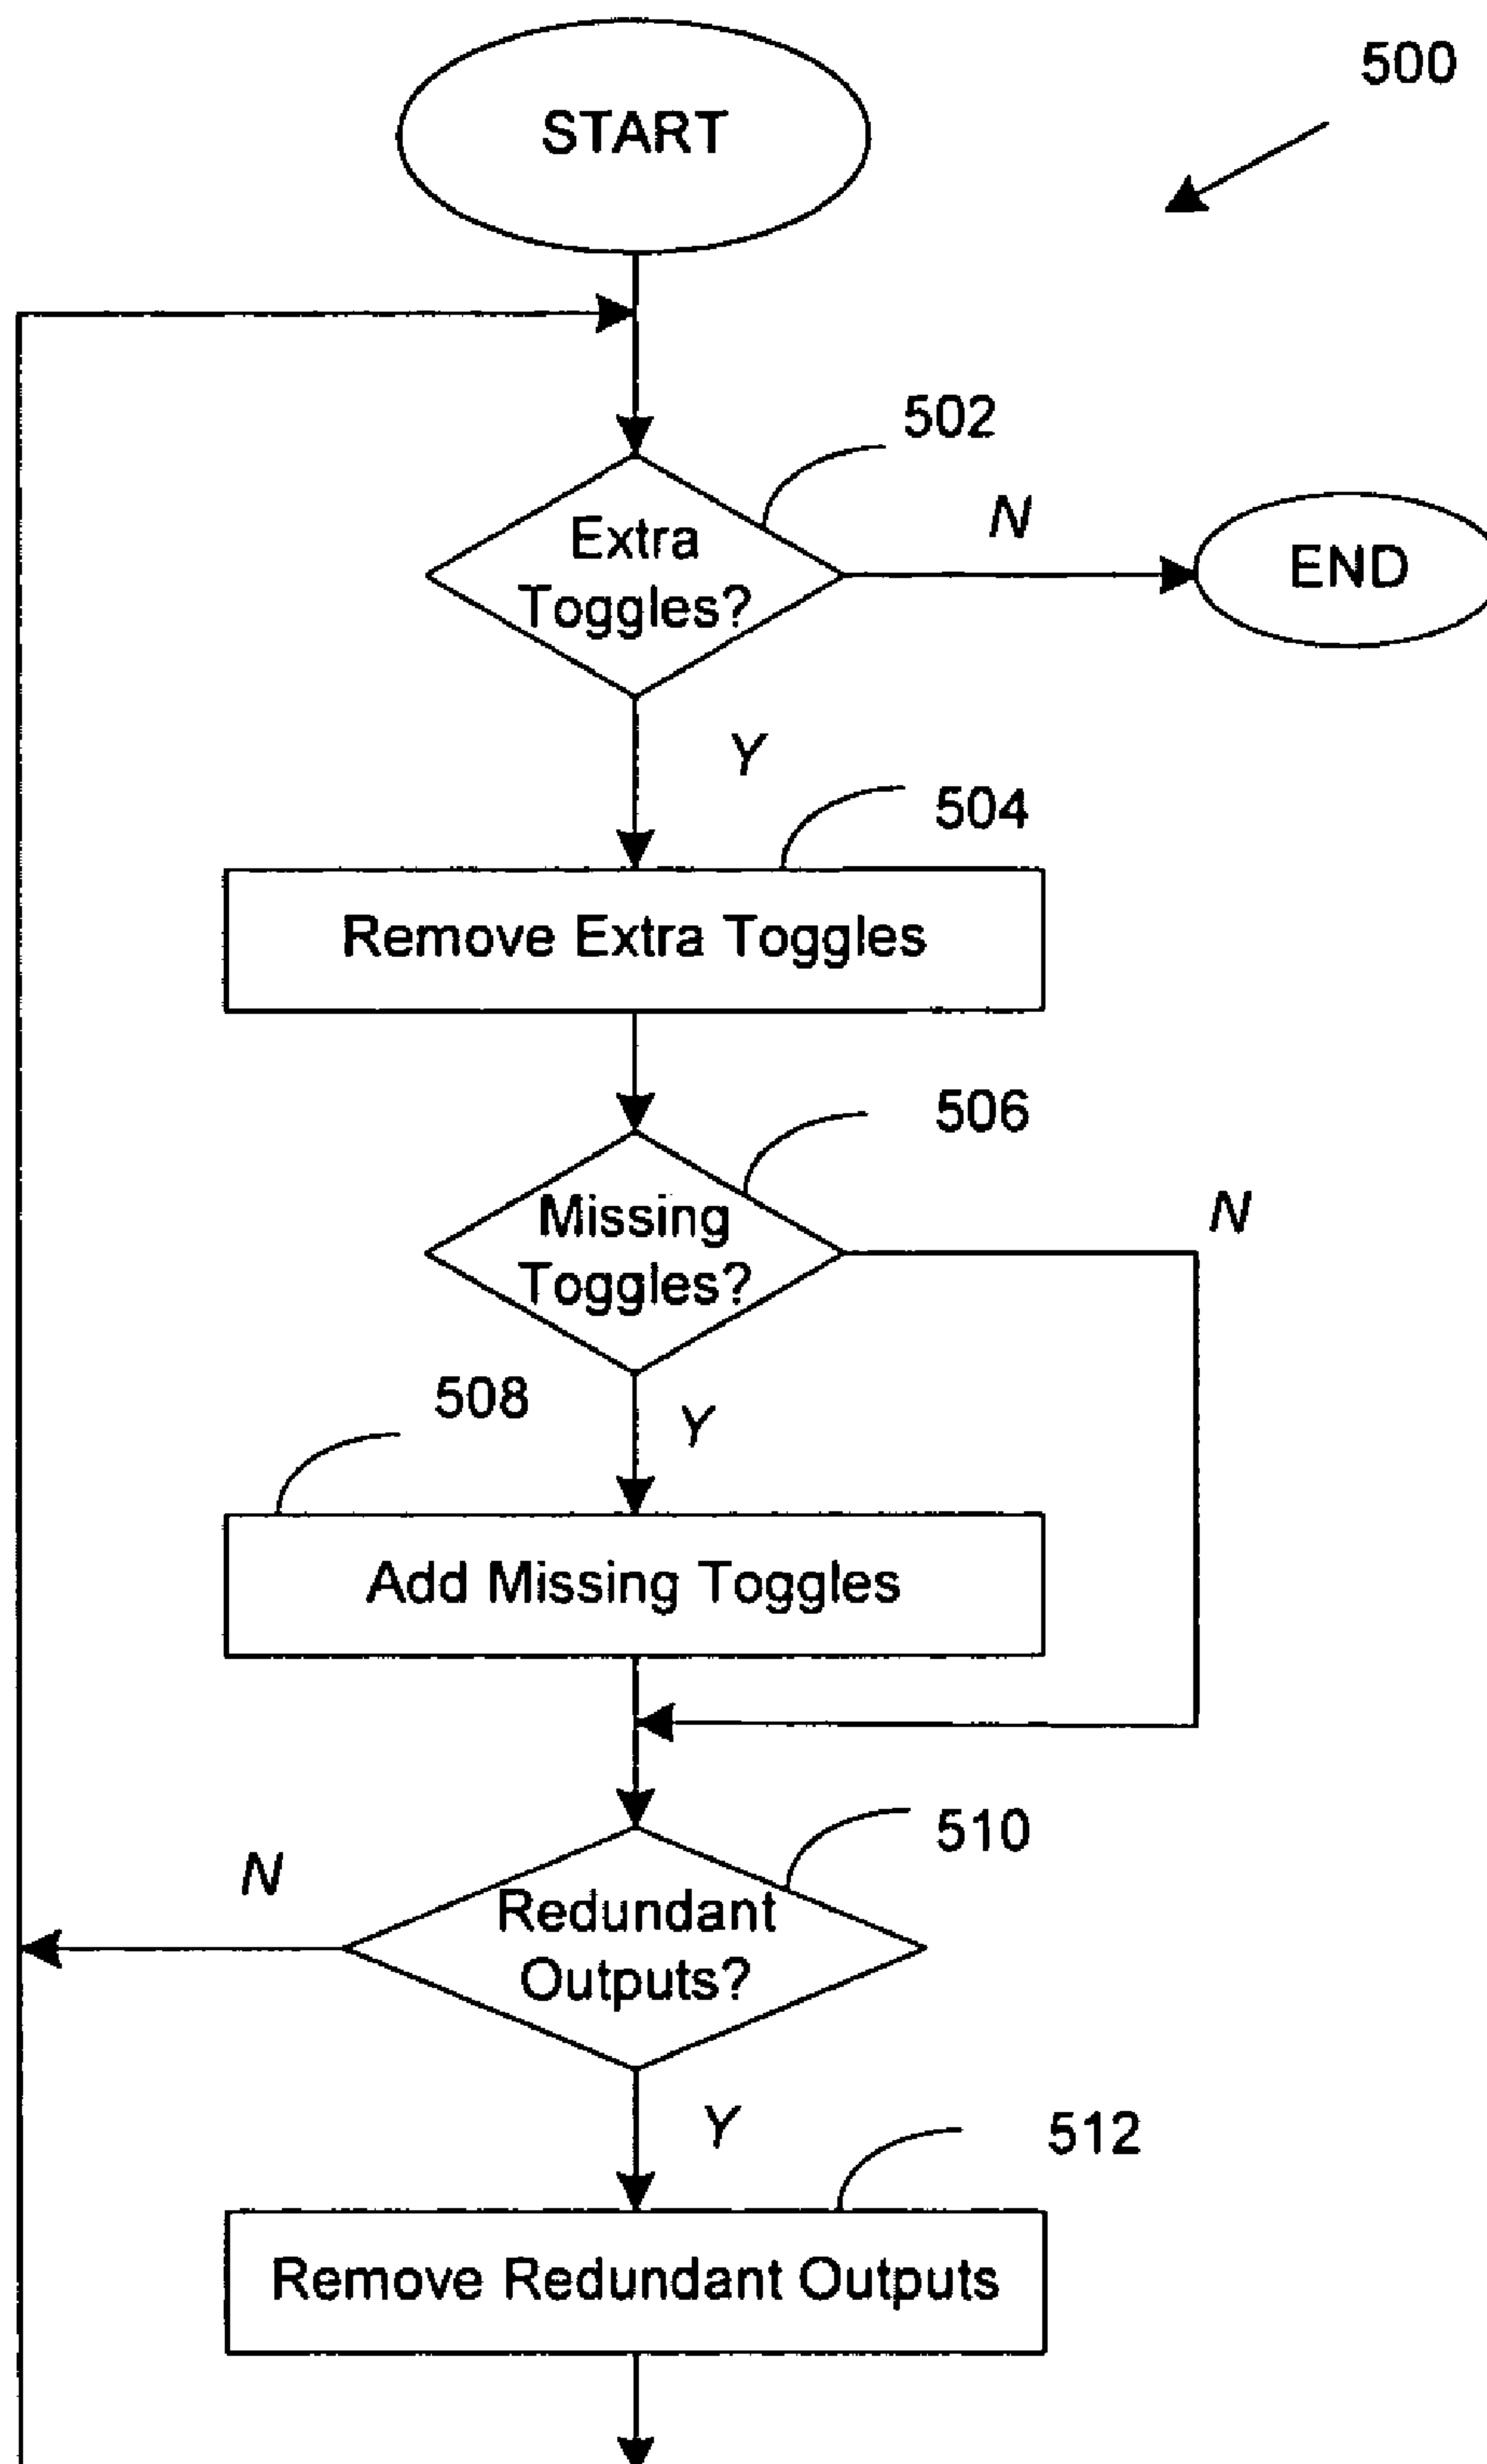 START
500
502
Extra
Toggles?
N
END
Y
504
Remove Extra Toggles
506
Missing
Toggles?
N
508
Y
Add Missing Toggles
510
N
Redundant
Outputs?
Y
512
Remove Redundant Outputs